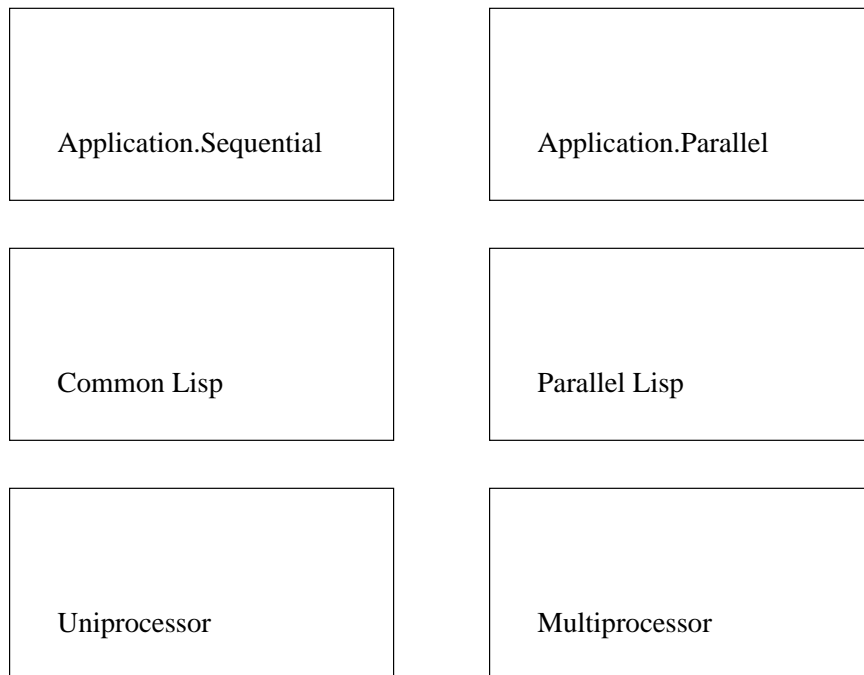 Application.Sequential
Application.Parallel
Common Lisp
Parallel Lisp
Uniprocessor
Multiprocessor